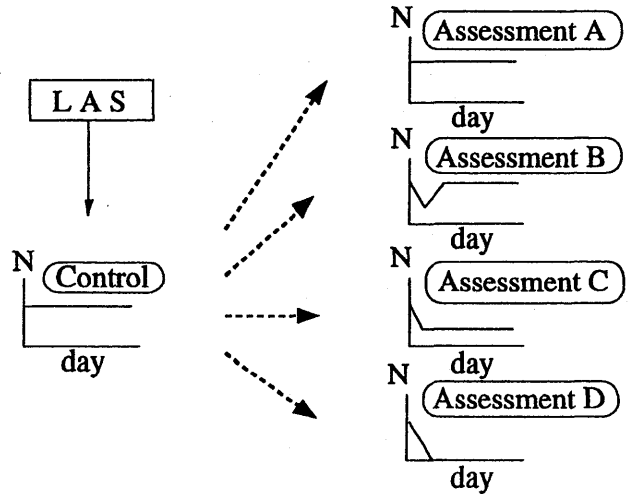 L A S
N
Control
day
N
Assessment A
day
N
Assessment B
day
N
Assessment C
day
N
Assessment D
day